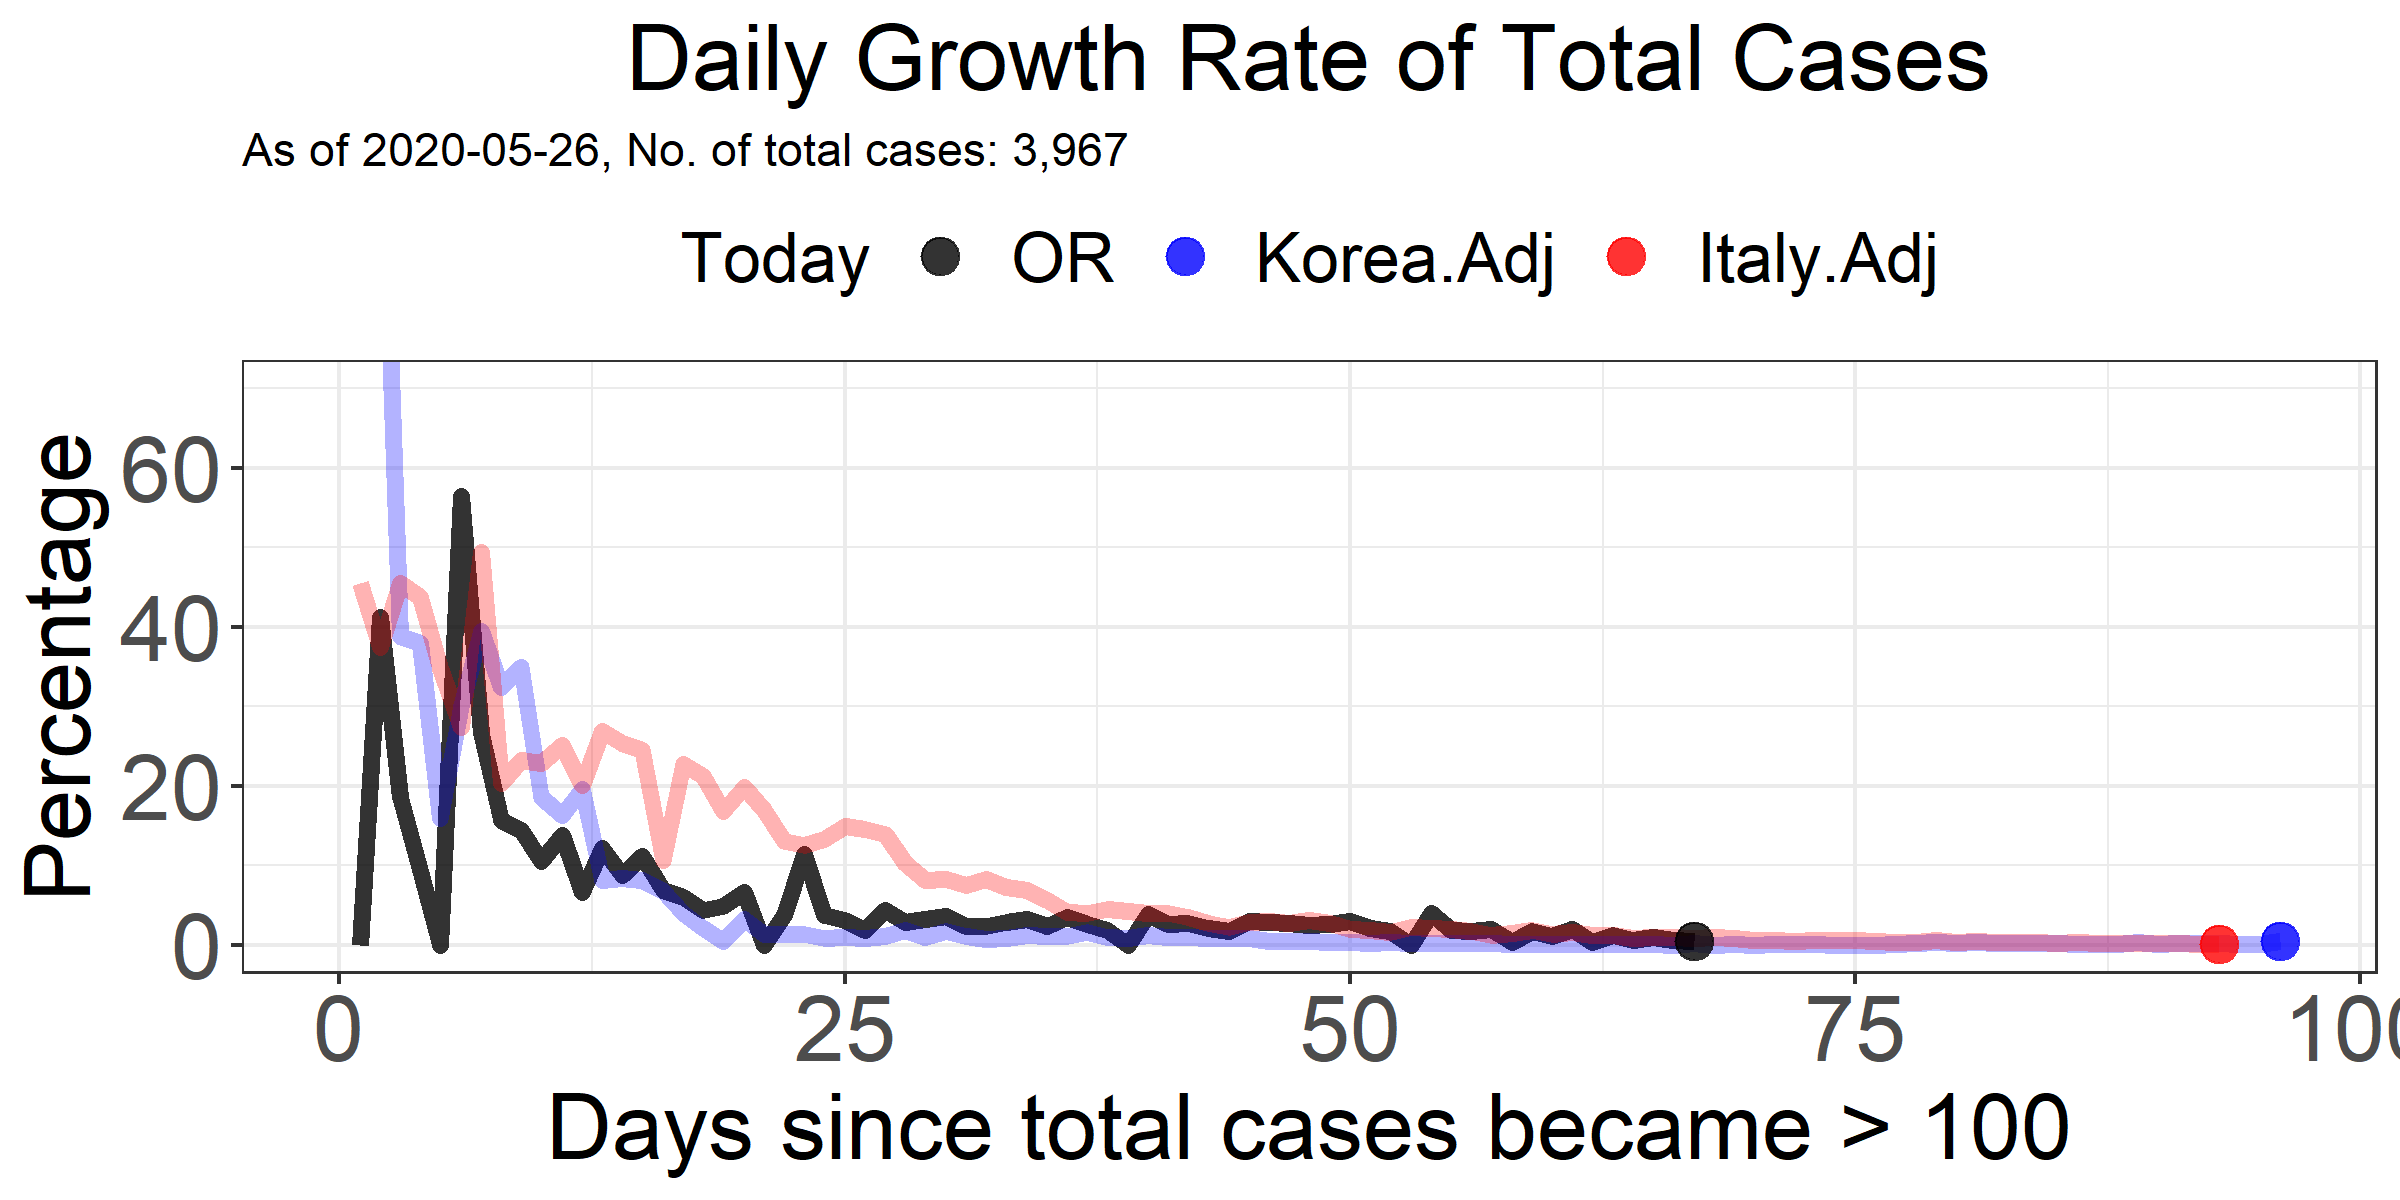 Daily Growth Rate of Total Cases
As of 2020-05-26, No. of total cases: 3,967
Today OR Korea.Adj Italy.Adj
Percentage
60
40
20
0
0 25 50 75 100
Days since total cases became > 100